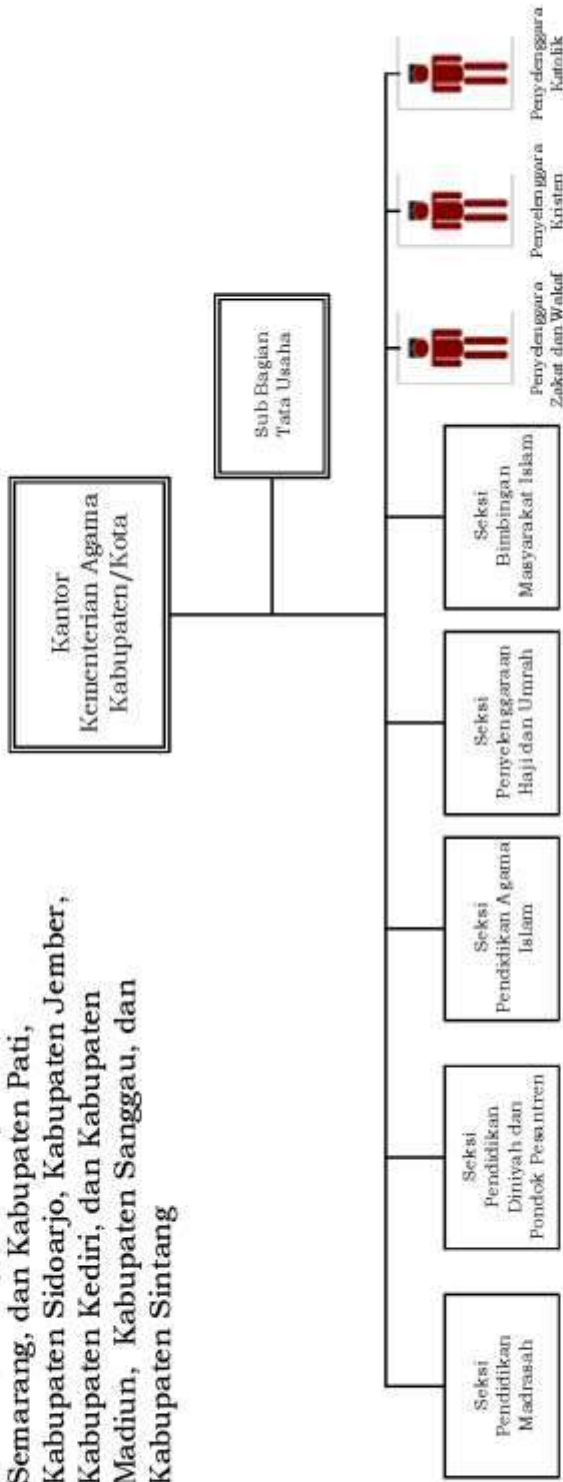 Semarang, dan Kabupaten Pati,
Kabupaten Sidoarjo, Kabupaten Jember,
Kabupaten Kediri, dan Kabupaten
Madiun, Kabupaten Sanggau, dan
Kabupaten Sintang
Kantor
Kementerian Agama
Kabupaten/Kota
Sub Bagian
Tata Usaha
Seksi
Pendidikan
Madrasah
Seksi
Pendidikan
Diniyah dan
Pondok Pesantren
Seksi
Pendidikan Agama
Islam
Seksi
Penyelenggaraan
Haji dan Umrah
Seksi
Bimbingan
Masyarakat Islam
Penyelenggara
Zakat dan Wakaf
Penyelenggara
Kristen
Penyelenggara
Katolik